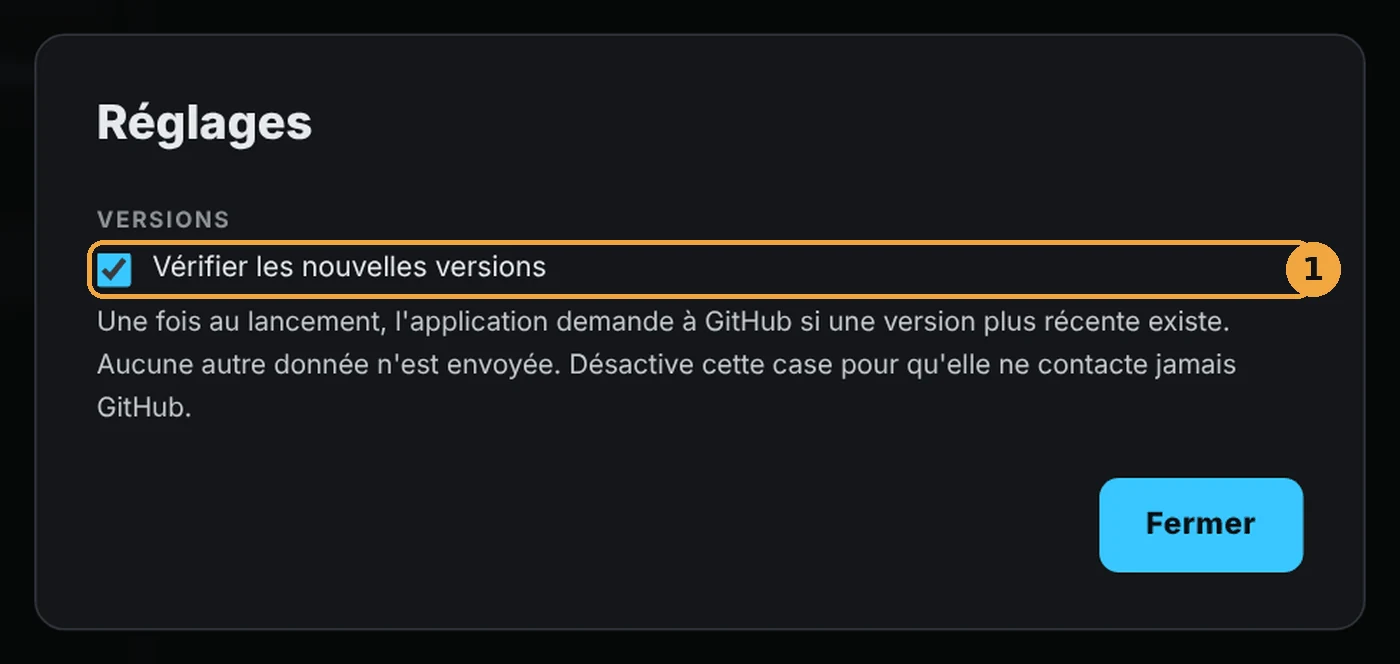 Réglages
VERSIONS
Vérifier les nouvelles versions
1
Une fois au lancement, l'application demande à GitHub si une version plus récente existe.
Aucune autre donnée n'est envoyée. Désactive cette case pour qu'elle ne contacte jamais
GitHub.
Fermer